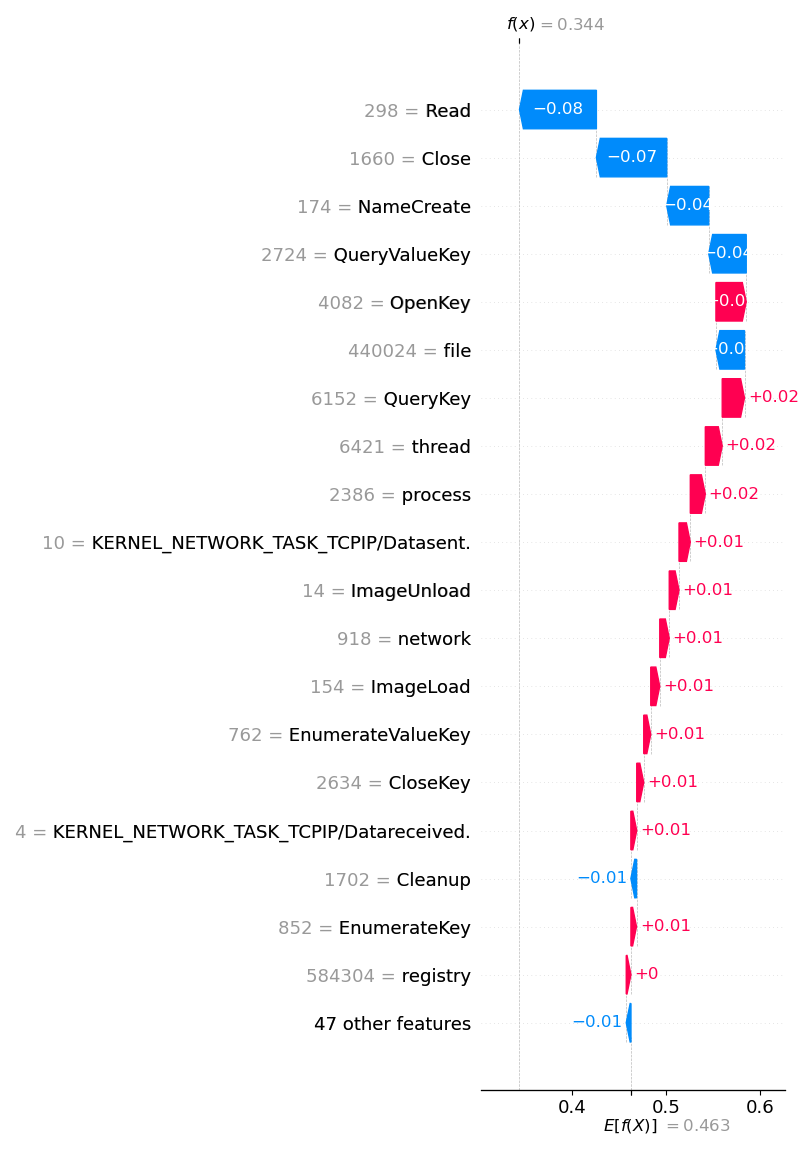 f(x) = 0.344
298 = Read −0.08
1660 = Close −0.07
174 = NameCreate −0.04
2724 = QueryValueKey −0.04
4082 = OpenKey
440024 = file
6152 = QueryKey +0.02
6421 = thread +0.02
2386 = process +0.02
10 = KERNEL_NETWORK_TASK_TCPIP/Datasent. +0.01
14 = ImageUnload +0.01
918 = network +0.01
154 = ImageLoad +0.01
762 = EnumerateValueKey +0.01
2634 = CloseKey +0.01
4 = KERNEL_NETWORK_TASK_TCPIP/Datareceived. +0.01
1702 = Cleanup −0.01
852 = EnumerateKey +0.01
584304 = registry +0
47 other features −0.01
0.4 0.5 0.6
E[f(X)] = 0.463